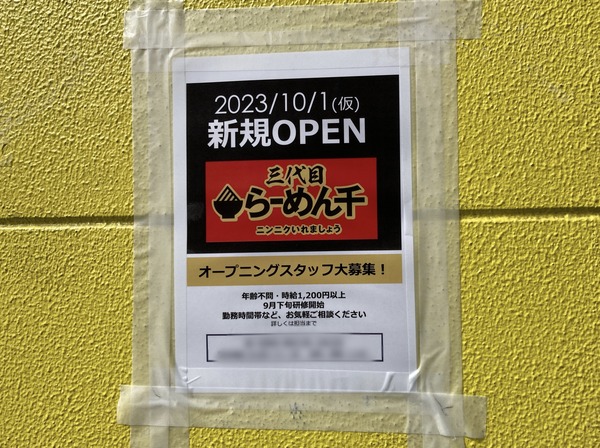 2023/10/1(仮)
新規OPEN
三代目
らーめん千
ニンニクいれましょう
オープニングスタッフ大募集！
年齢不問・時給1,200円以上
9月下旬研修開始
勤務時間帯など、お気軽ご相談ください
詳しくは担当まで